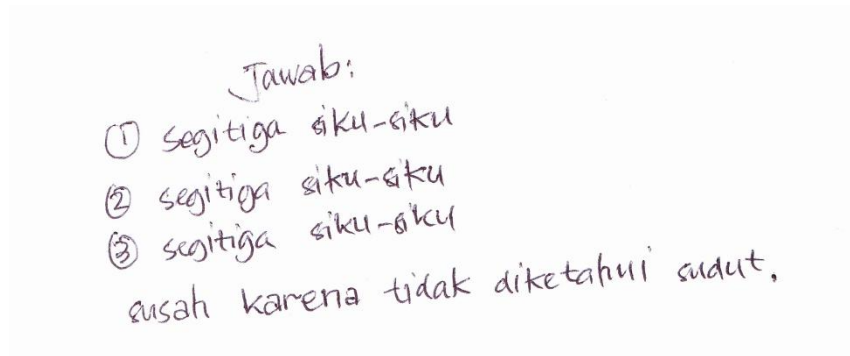 Jawab:
① segitiga siku-siku
② segitiga siku-siku
③ segitiga siku-siku
susah karena tidak diketahui sudut.